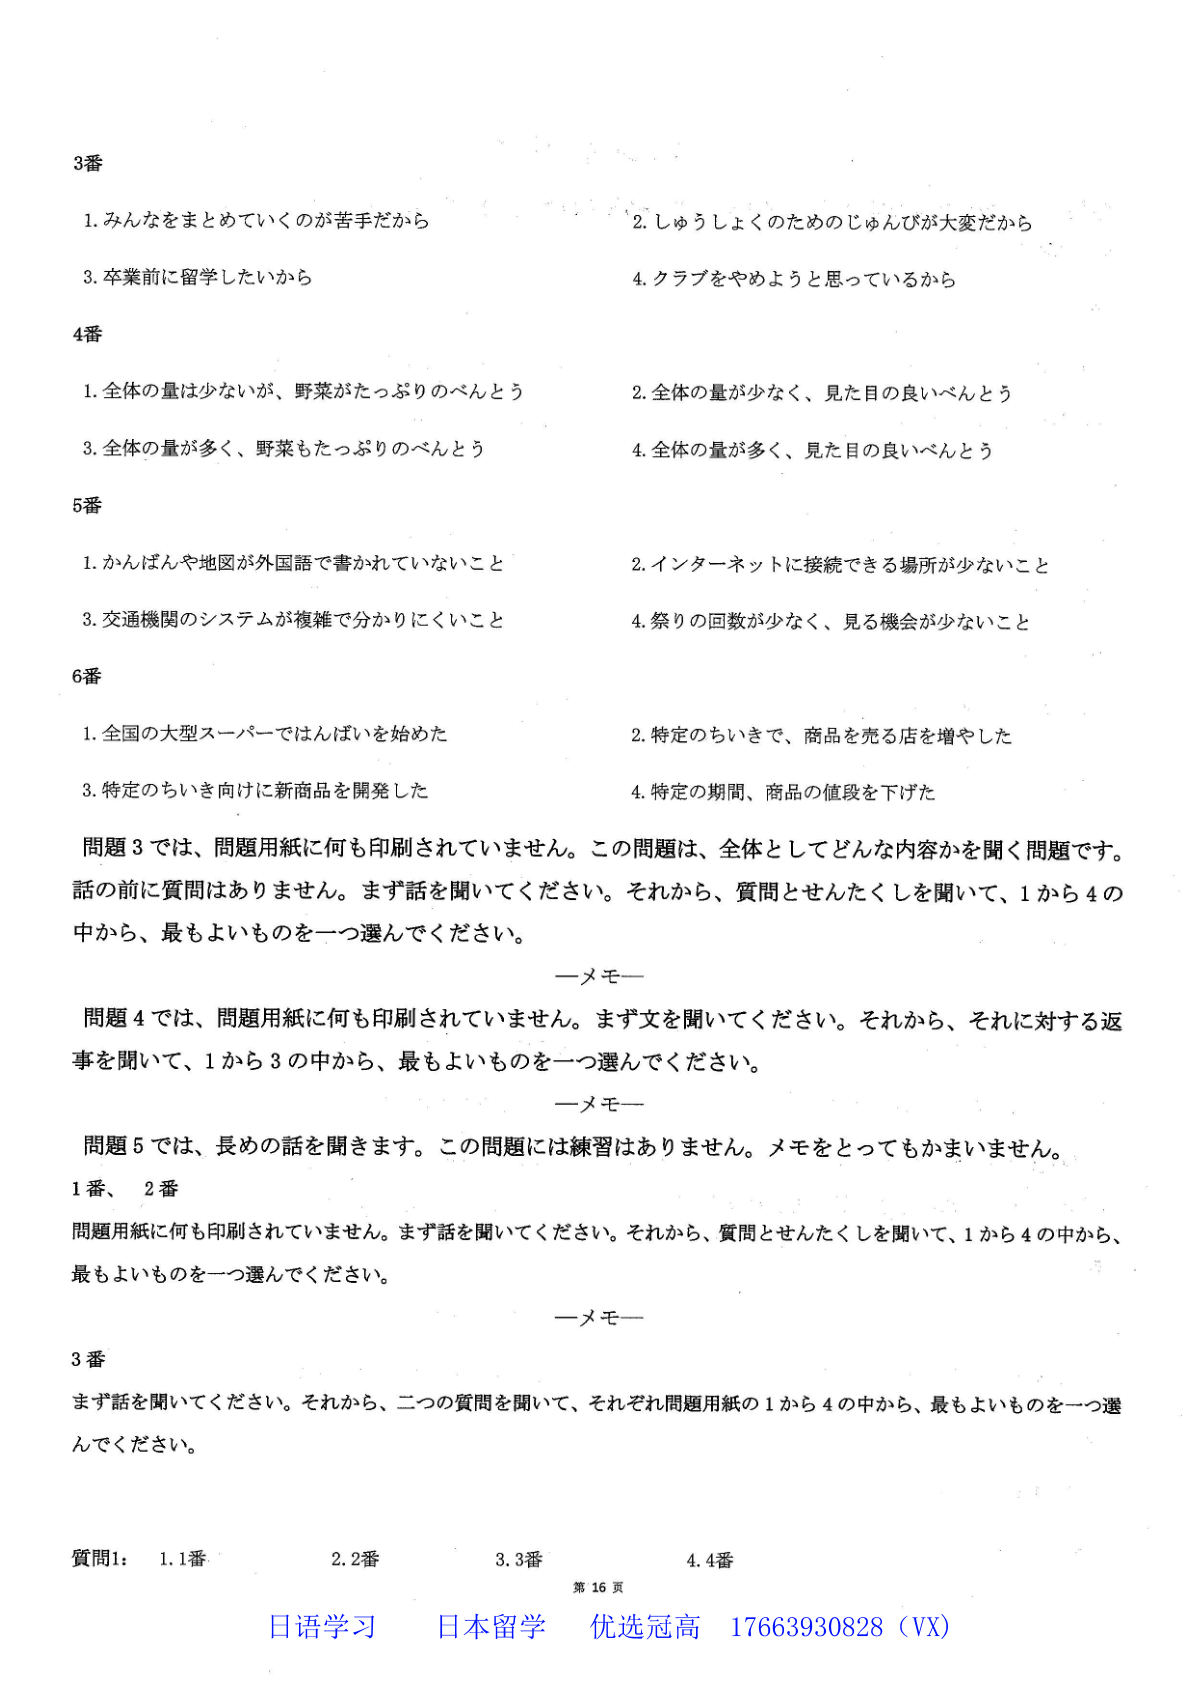 3番
1. みんなをまとめていくのが苦手だから 2. しゅうしょくのためのじゅんびが大変だから
3. 卒業前に留学したいから 4. クラブをやめようと思っているから
4番
1. 全体の量は少ないが、野菜がたっぷりのべんとう 2. 全体の量が少なく、見た目の良いべんとう
3. 全体の量が多く、野菜もたっぷりのべんとう 4. 全体の量が多く、見た目の良いべんとう
5番
1. かんばんや地図が外国語で書かれていないこと 2. インターネットに接続できる場所が少ないこと
3. 交通機関のシステムが複雑で分かりにくいこと 4. 祭りの回数が少なく、見る機会が少ないこと
6番
1. 全国の大型スーパーではんばいを始めた 2. 特定のちいきで、商品を売る店を増やした
3. 特定のちいき向けに新商品を開発した 4. 特定の期間、商品の値段を下げた
問題 3 では、問題用紙に何も印刷されていません。この問題は、全体としてどんな内容かを聞く問題です。
話の前に質問はありません。まず話を聞いてください。それから、質問とせんたくしを聞いて、1 から 4 の
中から、最もよいものを一つ選んでください。
―メモ―
問題 4 では、問題用紙に何も印刷されていません。まず文を聞いてください。それから、それに対する返
事を聞いて、1 から 3 の中から、最もよいものを一つ選んでください。
―メモ―
問題 5 では、長めの話を聞きます。この問題には練習はありません。メモをとってもかまいません。
1 番、 2 番
問題用紙に何も印刷されていません。まず話を聞いてください。それから、質問とせんたくしを聞いて、1 から 4 の中から、
最もよいものを一つ選んでください。
―メモ―
3 番
まず話を聞いてください。それから、二つの質問を聞いて、それぞれ問題用紙の 1 から 4 の中から、最もよいものを一つ選
んでください。
質問1: 1. 1番 2. 2番 3. 3番 4. 4番
第 16 页
日语学习 日本留学 优选冠高 17663930828（VX）